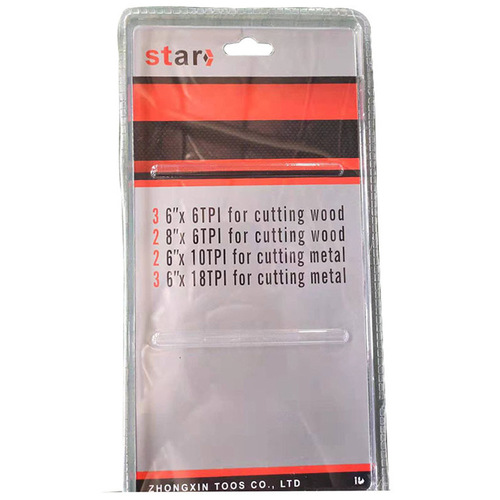 star
3 6"x 6TPI for cutting wood
2 8"x 6TPI for cutting wood
2 6"x 10TPI for cutting metal
3 6"x 18TPI for cutting metal
ZHONGXIN TOOS CO., LTD